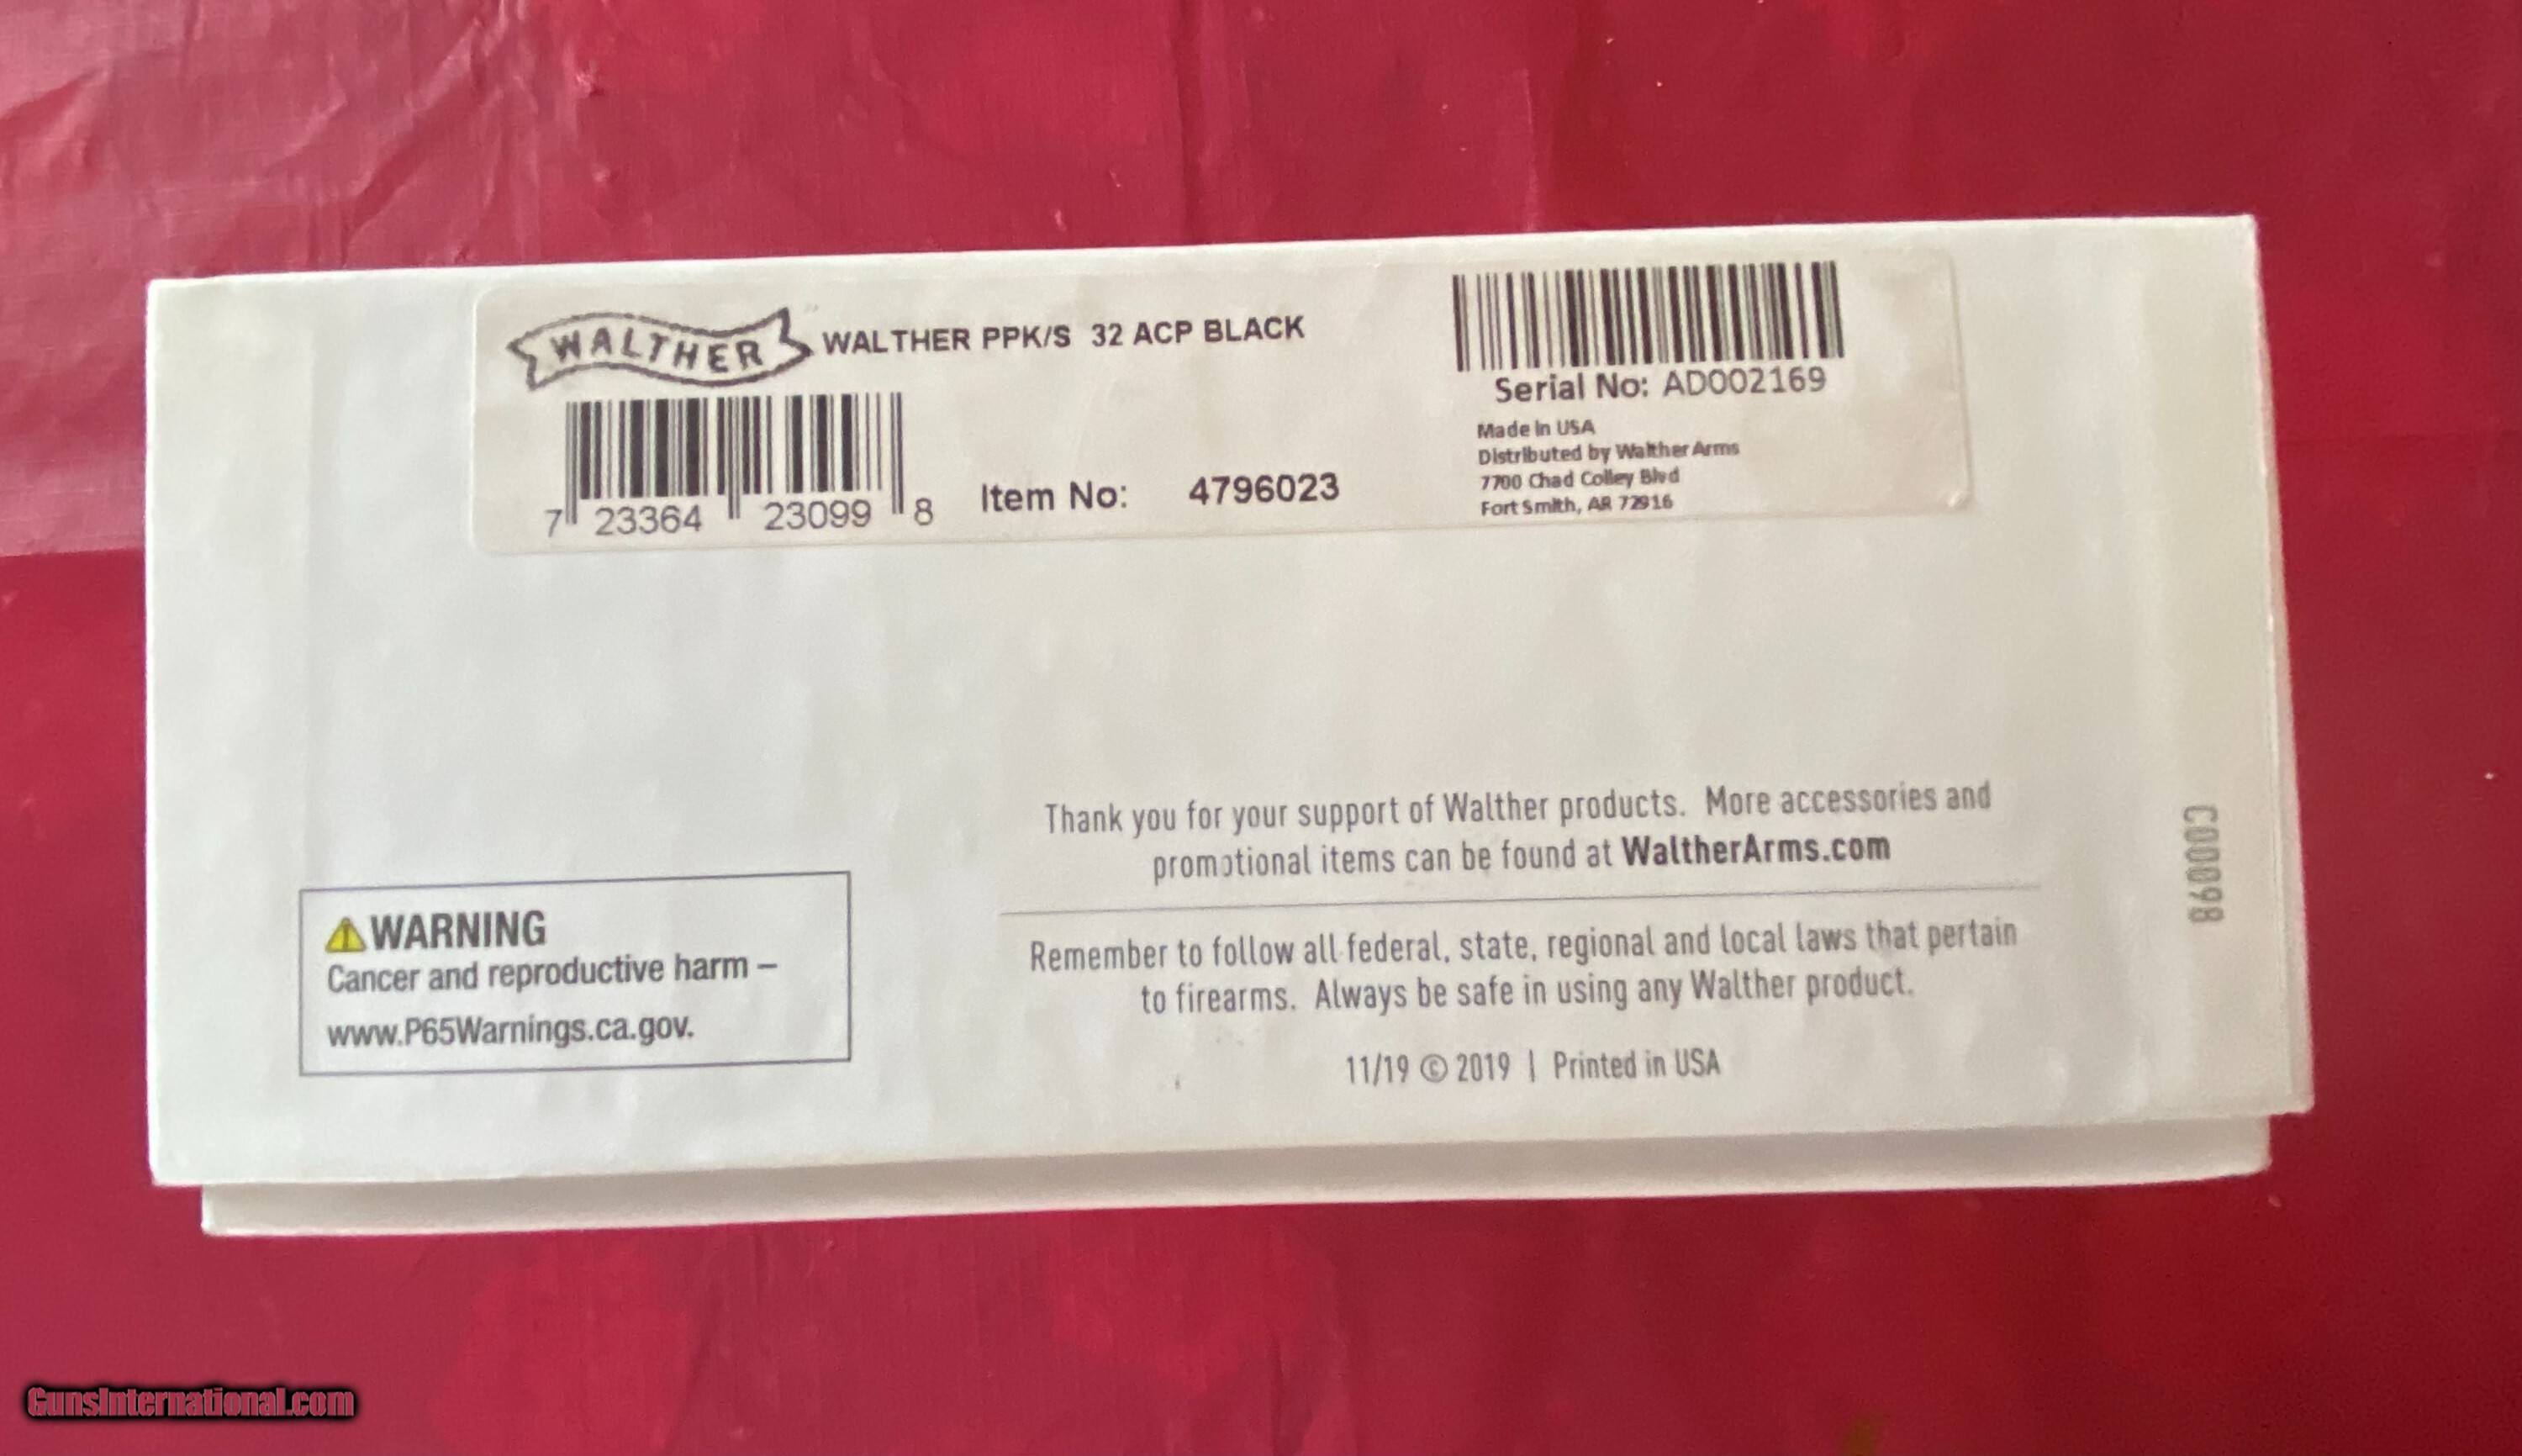 WALTHER
WALTHER PPK/S 32 ACP BLACK
Serial No: AD002169
7 23364 23099 8
Item No: 4796023
Made in USA
Distributed by Walther Arms
7700 Chad Colley Blvd
Fort Smith, AR 72916
Thank you for your support of Walther products. More accessories and
promotional items can be found at WaltherArms.com
Remember to follow all federal, state, regional and local laws that pertain
to firearms. Always be safe in using any Walther product.
11/19 © 2019 | Printed in USA
⚠WARNING
Cancer and reproductive harm –
www.P65Warnings.ca.gov.
C00098
GunsInternational.com